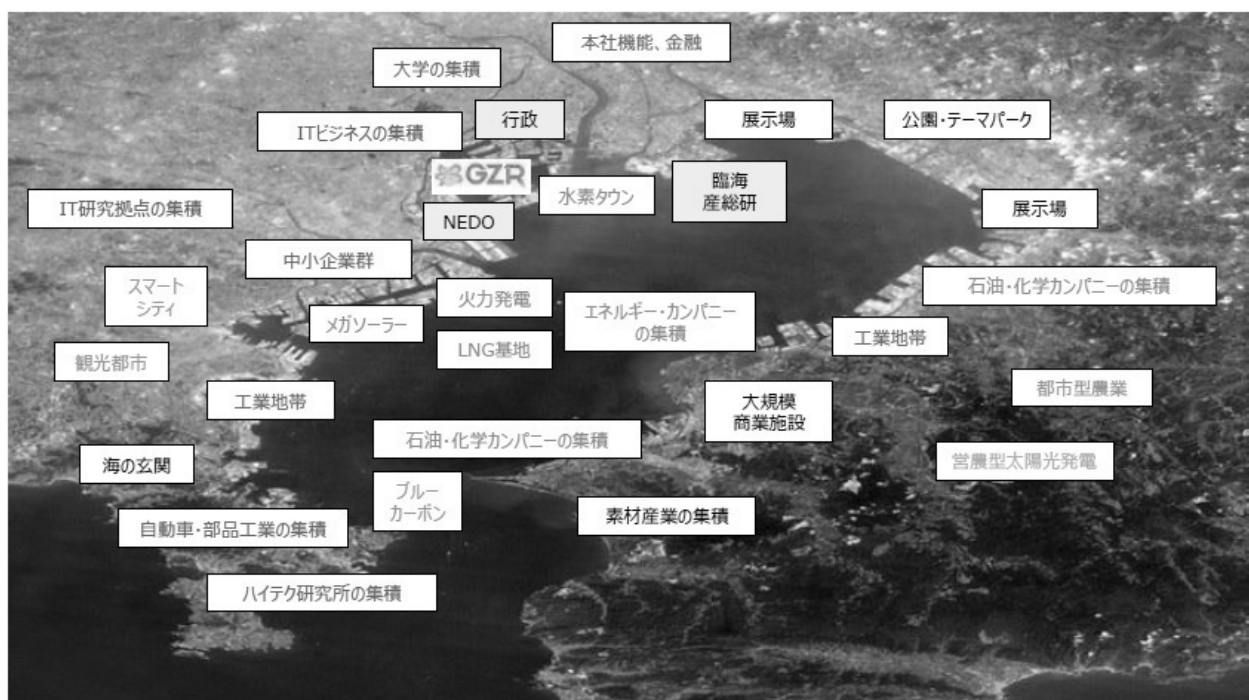 本社機能、金融
大学の集積
ITビジネスの集積
行政
展示場
公園・テーマパーク
GZR
水素タウン
臨海
産総研
IT研究拠点の集積
NEDO
展示場
中小企業群
スマート
シティ
火力発電
石油・化学カンパニーの集積
メガソーラー
エネルギー・カンパニー
の集積
工業地帯
LNG基地
観光都市
工業地帯
大規模
商業施設
都市型農業
石油・化学カンパニーの集積
海の玄関
営農型太陽光発電
ブルー
カーボン
自動車・部品工業の集積
素材産業の集積
ハイテク研究所の集積